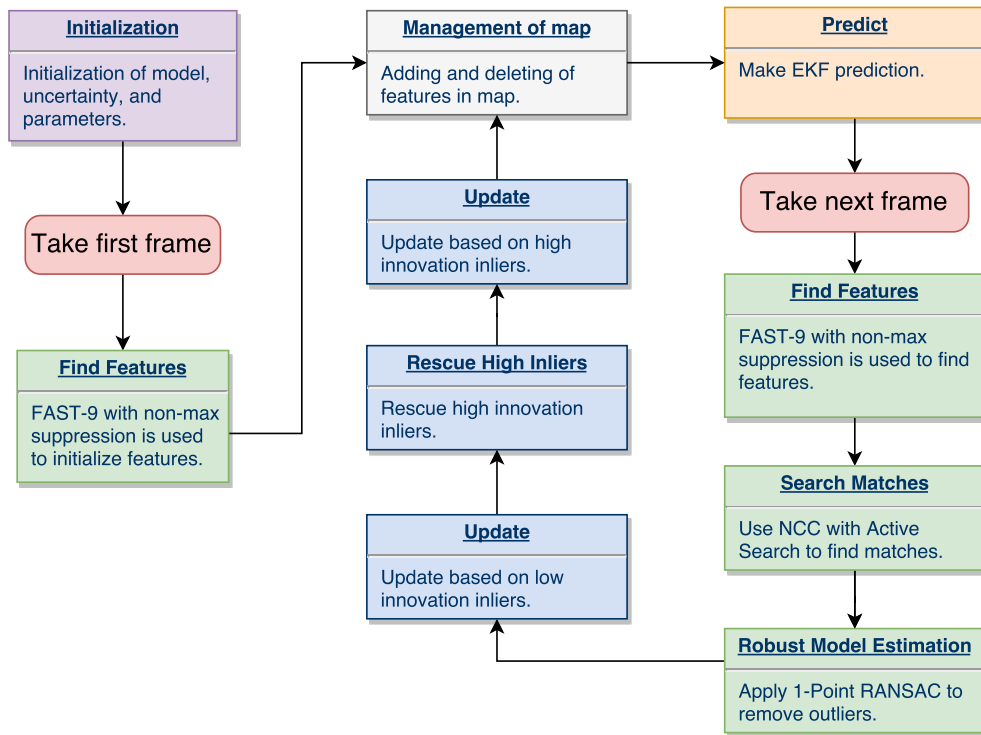 Initialization
Initialization of model,
uncertainty, and
parameters.
Take first frame
Find Features
FAST-9 with non-max
suppression is used
to initialize features.
Management of map
Adding and deleting of
features in map.
Update
Update based on high
innovation inliers.
Rescue High Inliers
Rescue high innovation
inliers.
Update
Update based on low
innovation inliers.
Predict
Make EKF prediction.
Take next frame
Find Features
FAST-9 with non-max
suppression is used to find
features.
Search Matches
Use NCC with Active
Search to find matches.
Robust Model Estimation
Apply 1-Point RANSAC to
remove outliers.